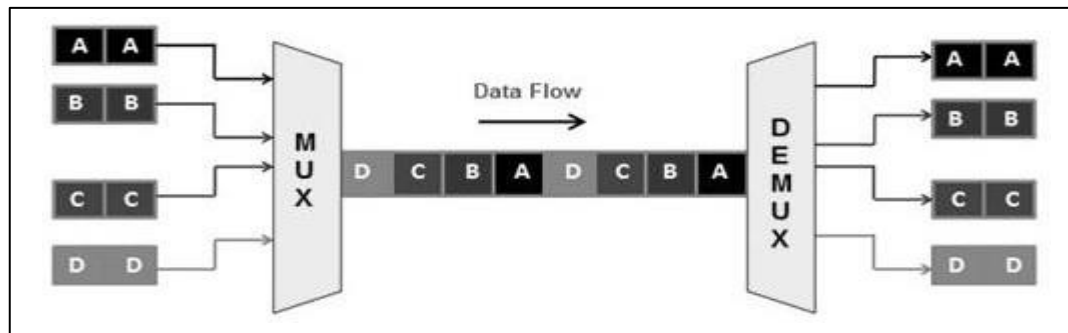 A A
B B
C C
D D
MUX
Data Flow
D C B A D C B A
DEMUX
A A
B B
C C
D D